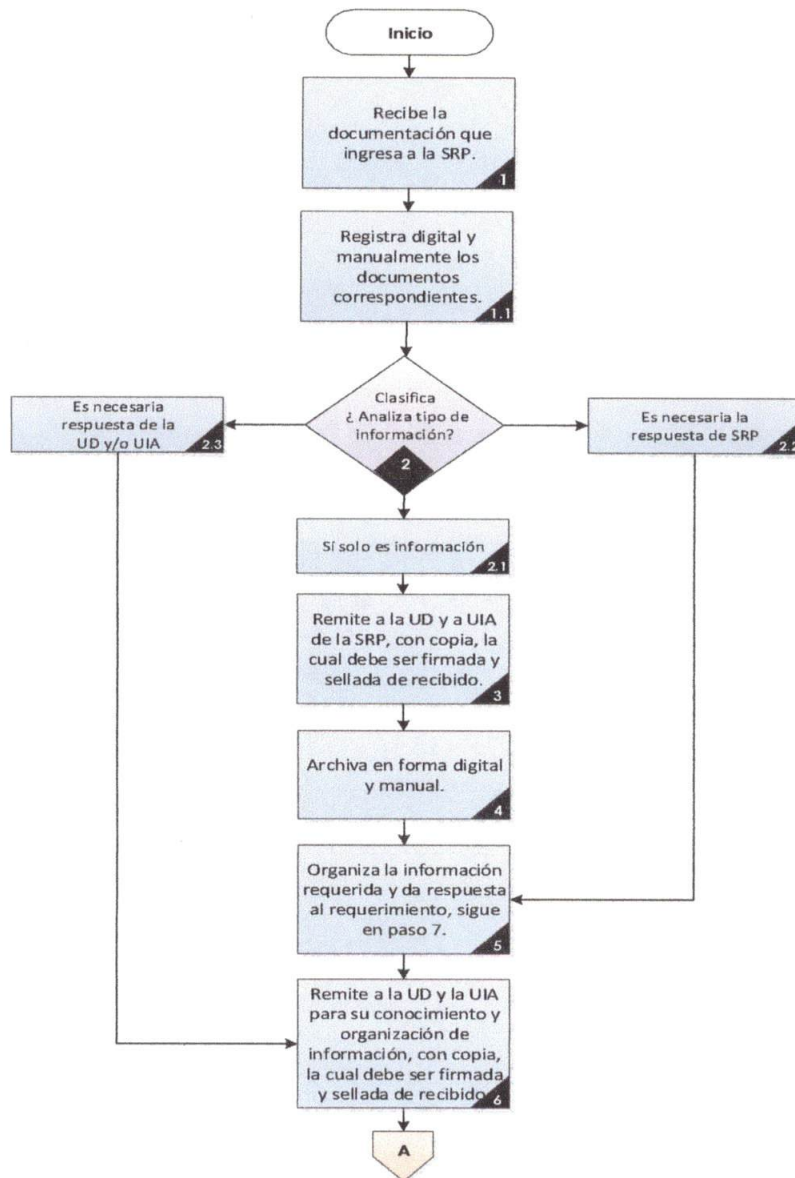 Inicio
Recibe la
documentación que
ingresa a la SRP.
1
Registra digital y
manualmente los
documentos
correspondientes.
1.1
Clasifica
¿ Analiza tipo de
información?
2
Es necesaria
respuesta de la
UD y/o UIA
2.3
Es necesaria la
respuesta de SRP
2.2
Sí solo es información
2.1
Remite a la UD y a UIA
de la SRP, con copia, la
cual debe ser firmada y
sellada de recibido.
3
Archiva en forma digital
y manual.
4
Organiza la información
requerida y da respuesta
al requerimiento, sigue
en paso 7.
5
Remite a la UD y la UIA
para su conocimiento y
organización de
información, con copia,
la cual debe ser firmada
y sellada de recibido.
6
A